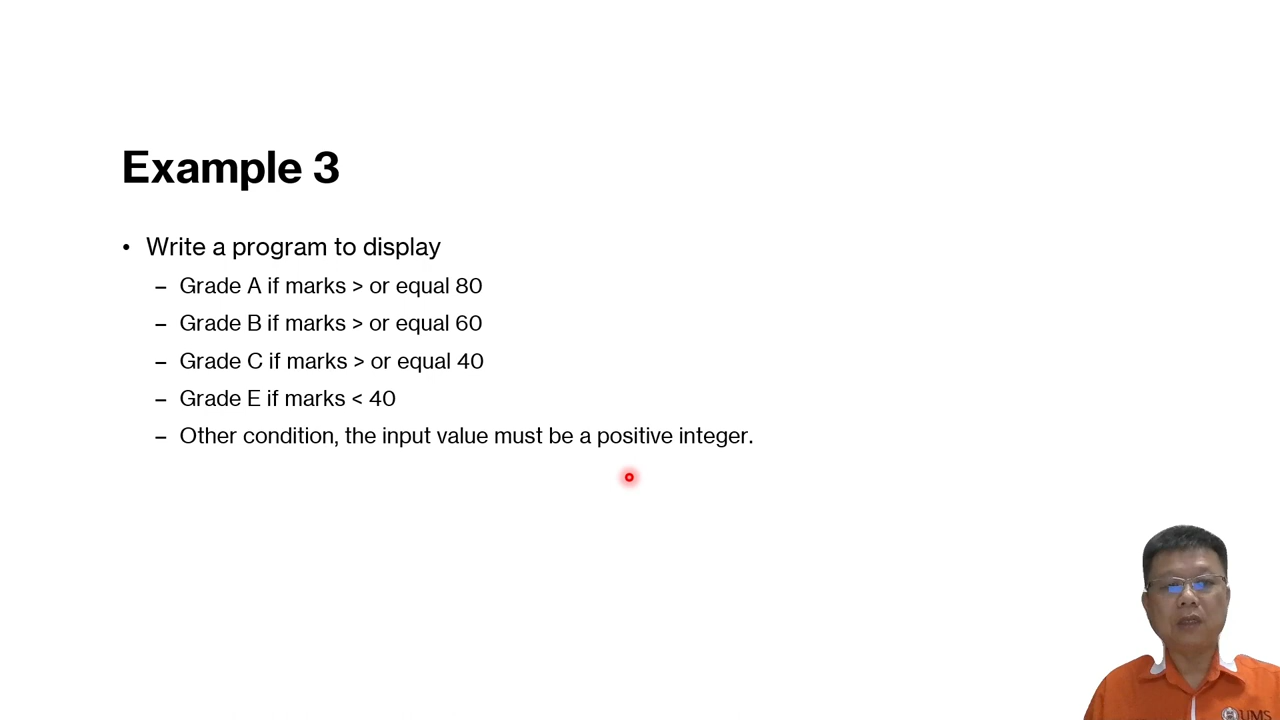 Example 3
• Write a program to display
– Grade A if marks > or equal 80
– Grade B if marks > or equal 60
– Grade C if marks > or equal 40
– Grade E if marks < 40
– Other condition, the input value must be a positive integer.
UMS